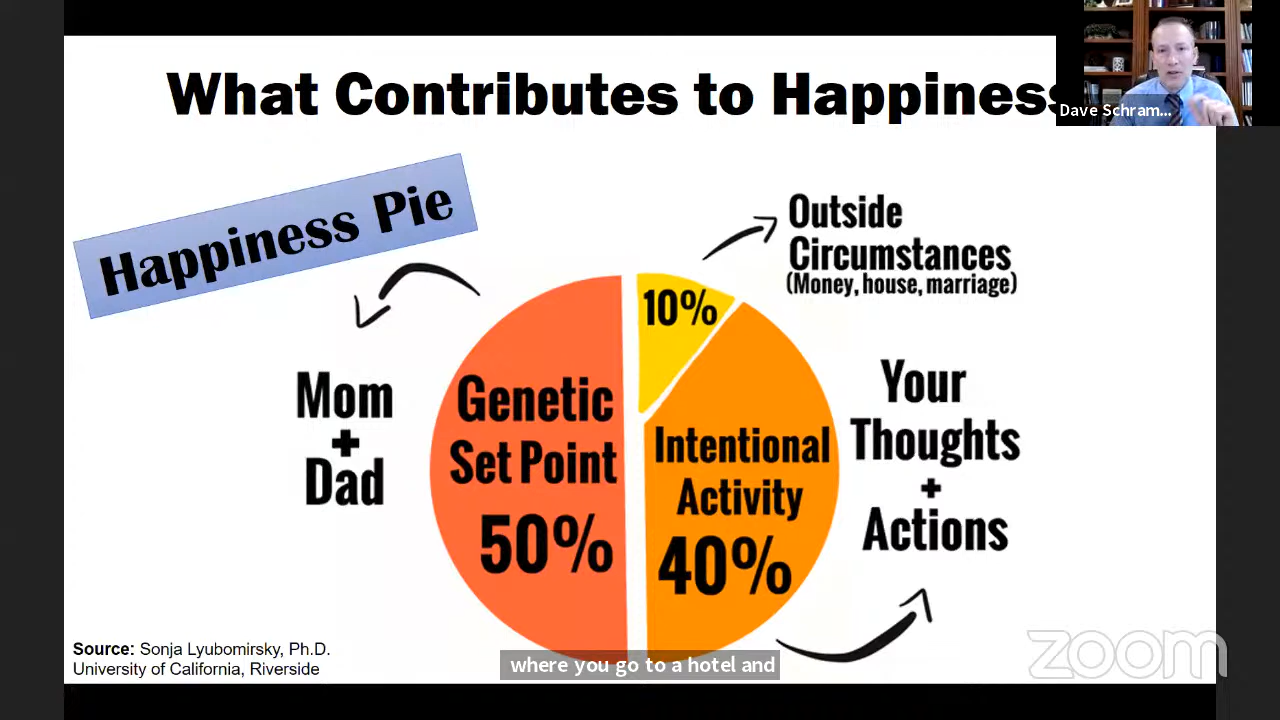 What Contributes to Happiness
Dave Schram...
Happiness Pie
Outside
Circumstances
(Money, house, marriage)
10%
Mom
+
Dad
Genetic
Set Point
50%
Intentional
Activity
40%
Your
Thoughts
+
Actions
Source: Sonja Lyubomirsky, Ph.D.
University of California, Riverside
where you go to a hotel and
zoom